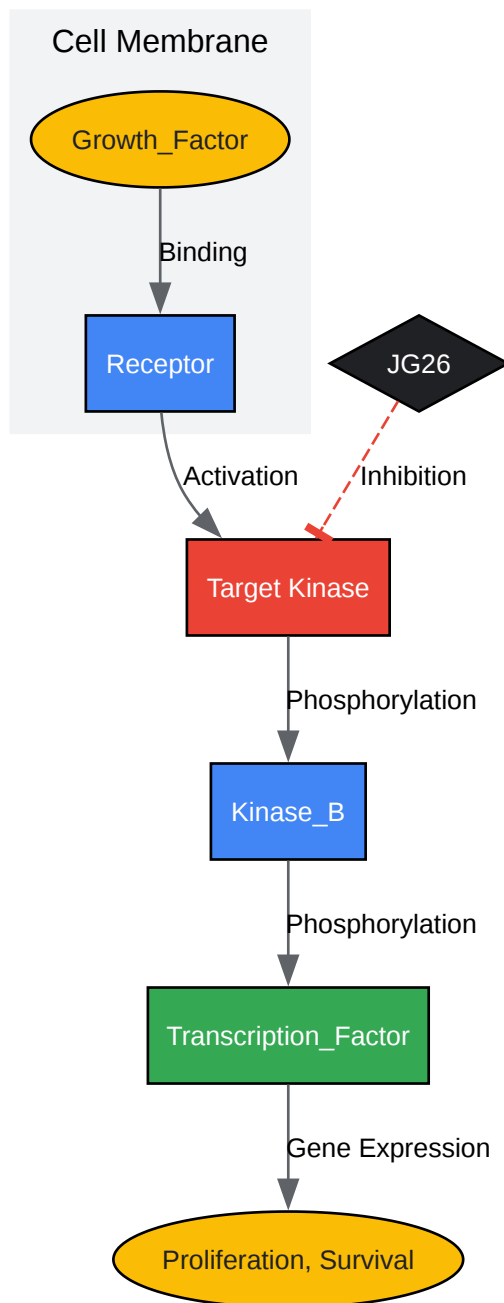 Cell Membrane
Growth_Factor
Binding
Receptor
JG26
Activation
Inhibition
Target Kinase
Phosphorylation
Kinase_B
Phosphorylation
Transcription_Factor
Gene Expression
Proliferation, Survival